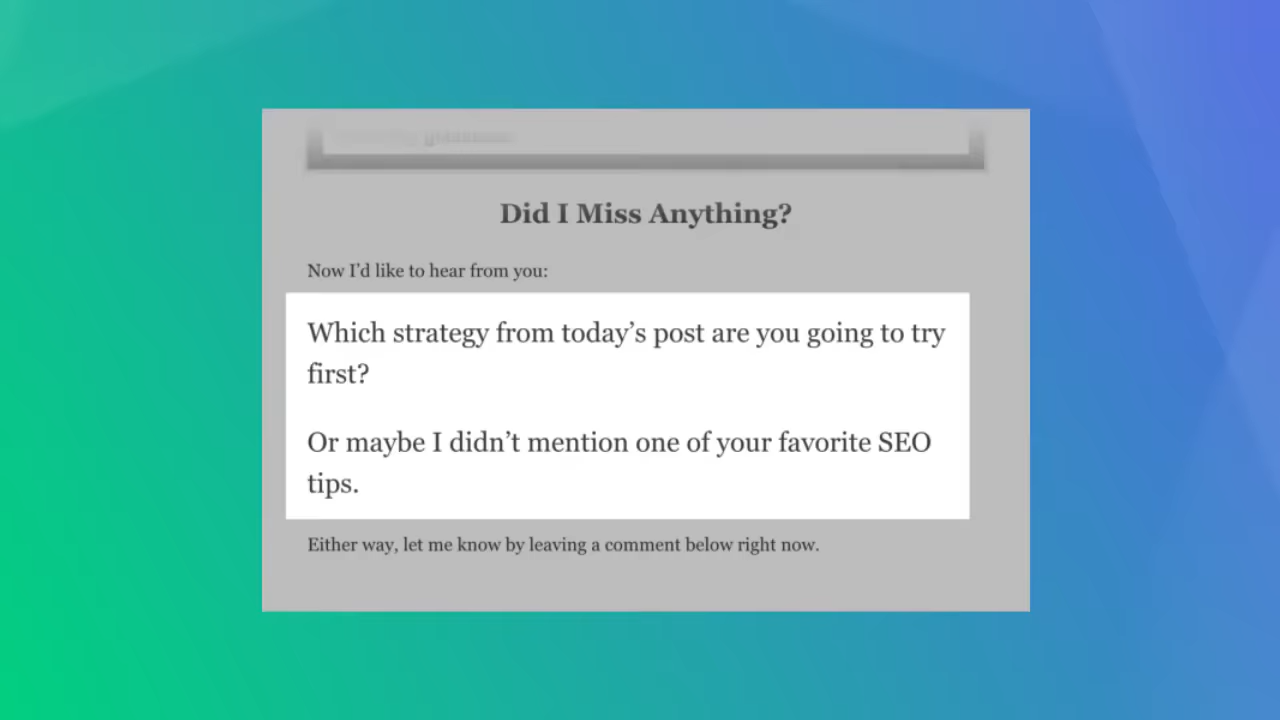 Did I Miss Anything?
Now I’d like to hear from you:
Which strategy from today’s post are you going to try
first?
Or maybe I didn’t mention one of your favorite SEO
tips.
Either way, let me know by leaving a comment below right now.